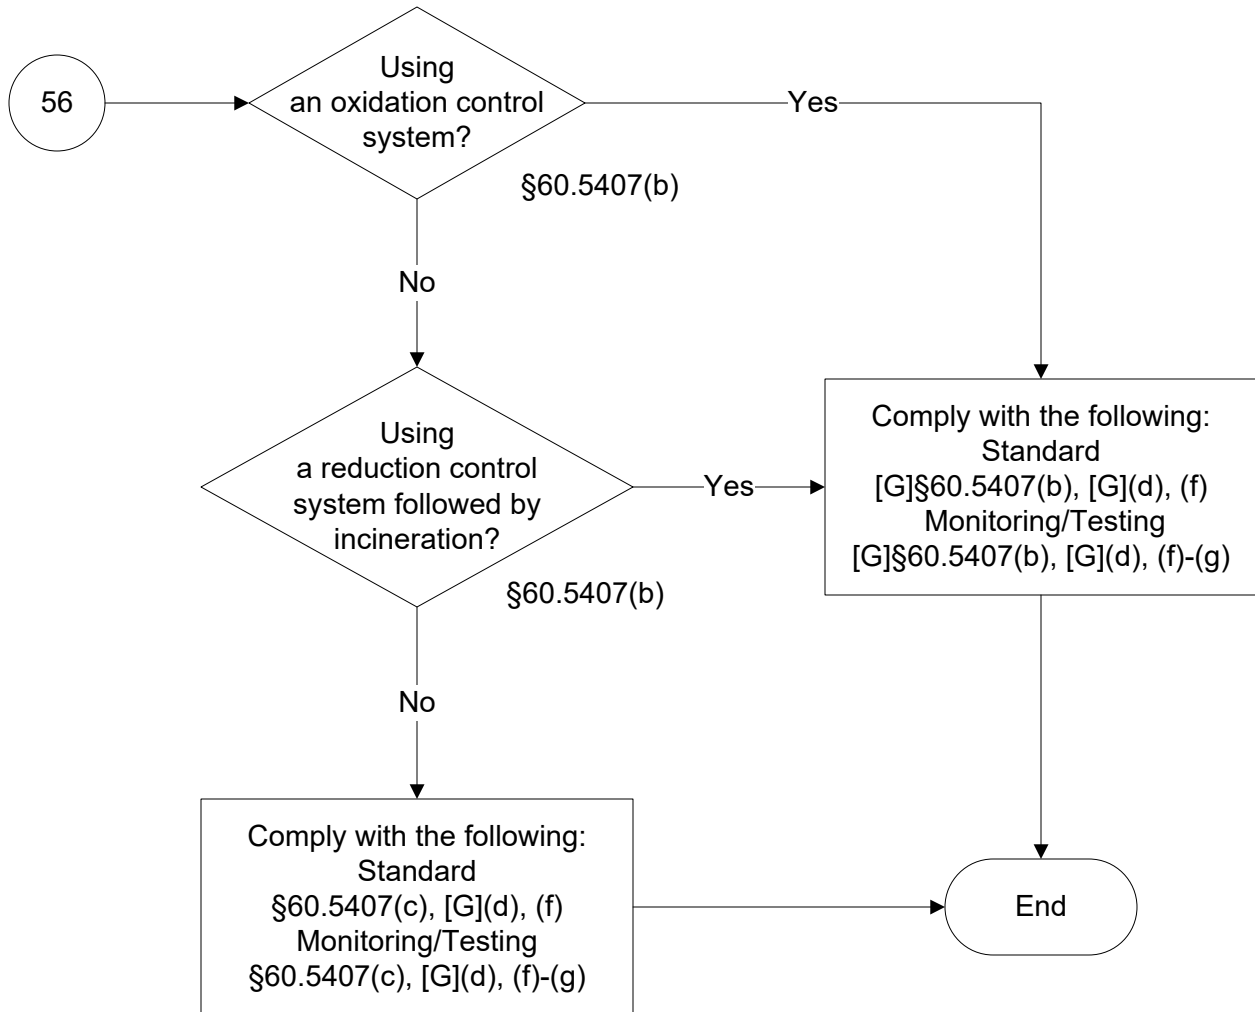 56
Using
an oxidation control
system?
Yes
§60.5407(b)
No
Using
a reduction control
system followed by
incineration?
Yes
§60.5407(b)
Comply with the following:
Standard
[G]§60.5407(b), [G](d), (f)
Monitoring/Testing
[G]§60.5407(b), [G](d), (f)-(g)
No
Comply with the following:
Standard
§60.5407(c), [G](d), (f)
Monitoring/Testing
§60.5407(c), [G](d), (f)-(g)
End